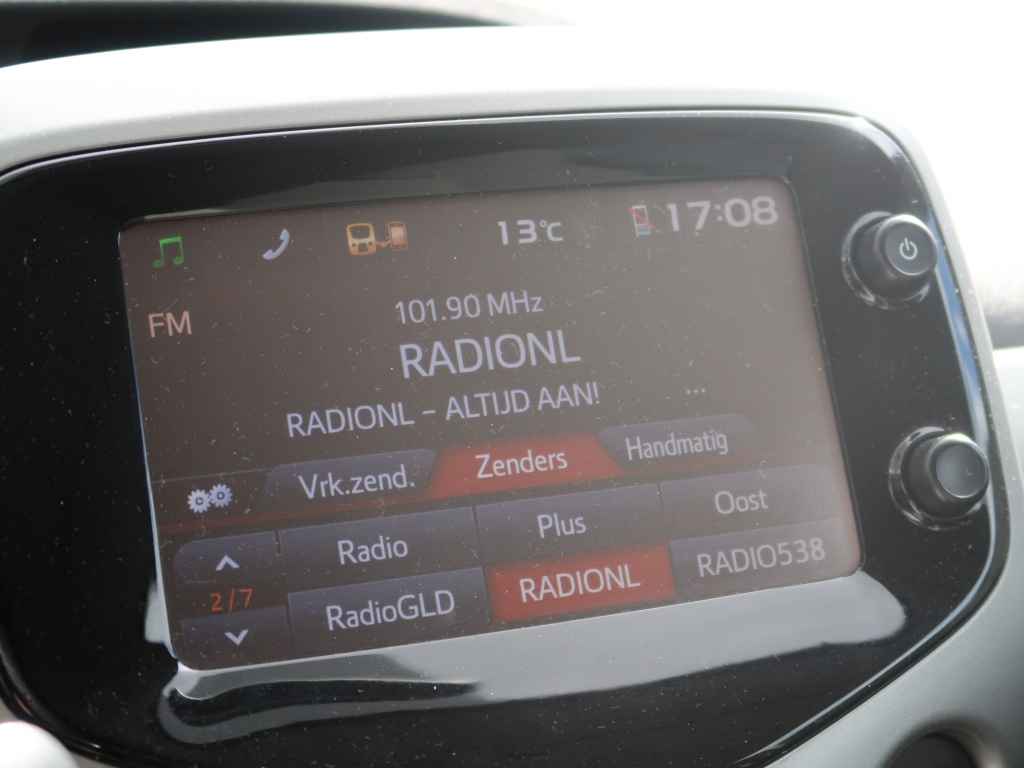 13°C
17:08
FM
101.90 MHz
RADIONL
RADIONL - ALTIJD AAN!
...
Vrk.zend.
Zenders
Handmatig
Radio
Plus
Oost
2/7
RadioGLD
RADIONL
RADIO538